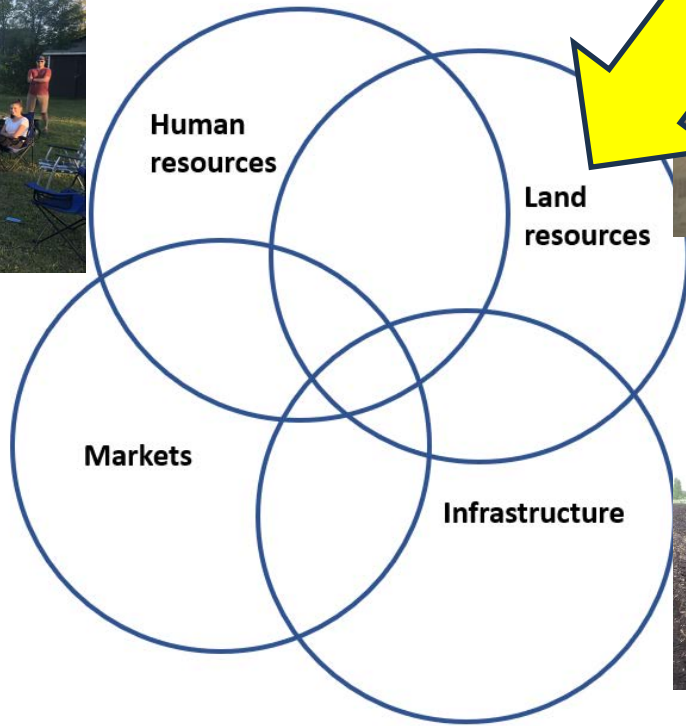 Human
resources
Land
resources
Markets
Infrastructure